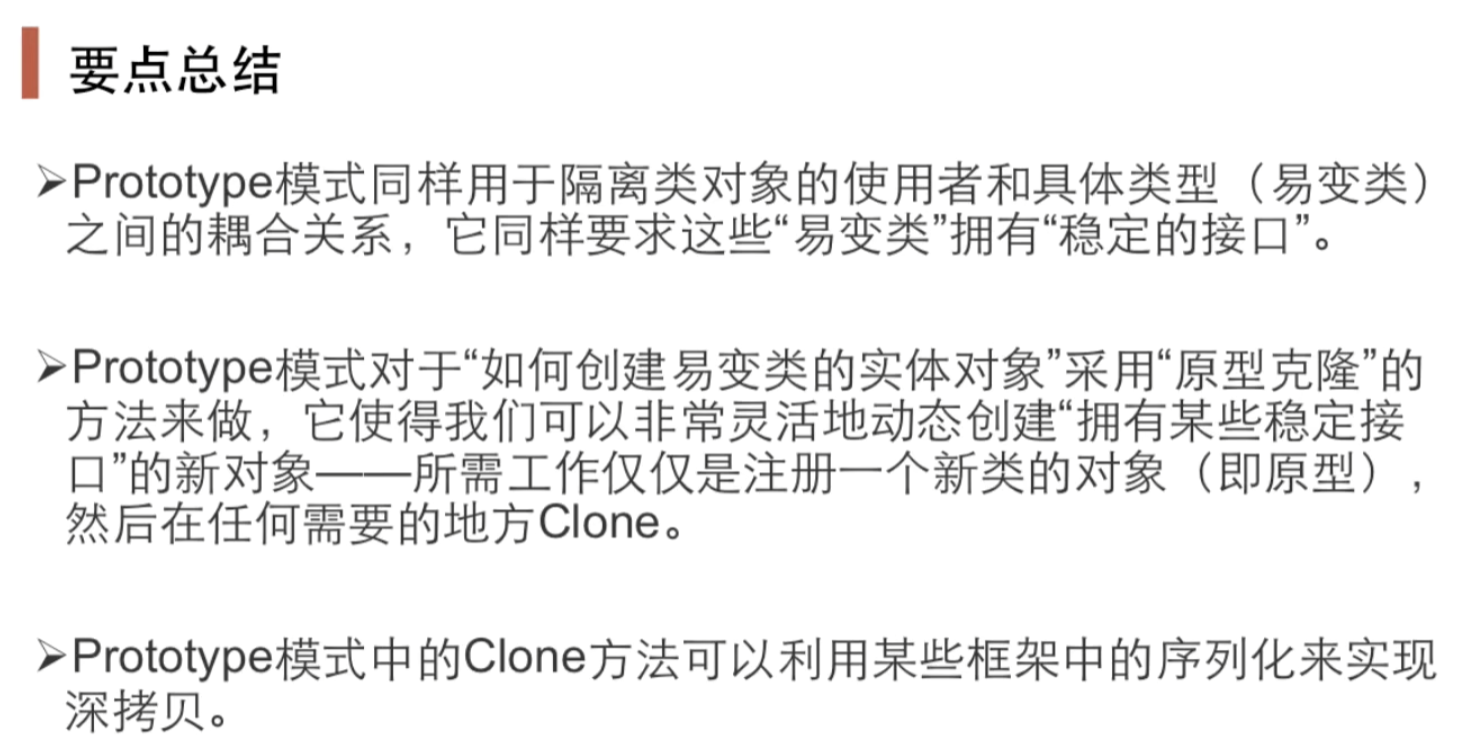 要点总结
➢Prototype模式同样用于隔离类对象的使用者和具体类型（易变类）
之间的耦合关系，它同样要求这些“易变类”拥有“稳定的接口”。
➢Prototype模式对于“如何创建易变类的实体对象”采用“原型克隆”的
方法来做，它使得我们可以非常灵活地动态创建“拥有某些稳定接
口”的新对象——所需工作仅仅是注册一个新类的对象（即原型），
然后在任何需要的地方Clone。
➢Prototype模式中的Clone方法可以利用某些框架中的序列化来实现
深拷贝。